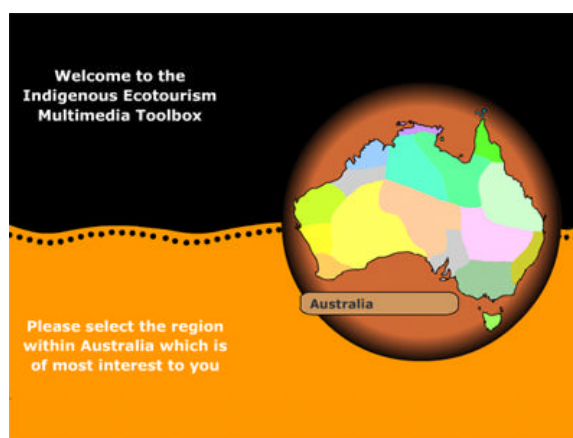 Welcome to the
Indigenous Ecotourism
Multimedia Toolbox
Australia
Please select the region
within Australia which is
of most interest to you